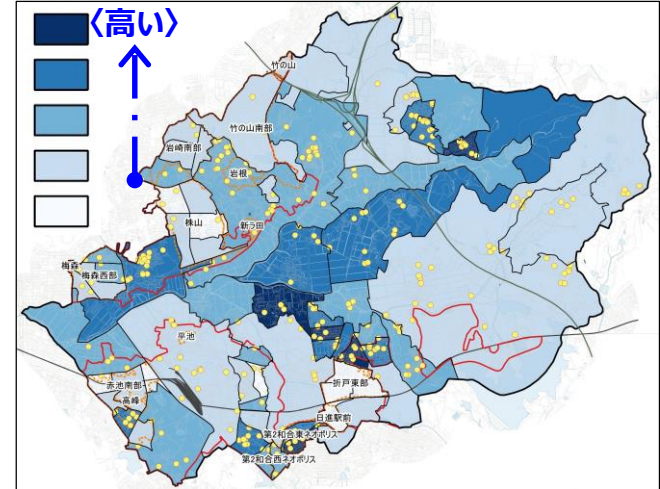 〈高い〉
竹の山
竹の山南部
岩崎南部
岩根
株山
新ラ田
梅森
梅森西部
平池
赤池南部
高峰
折戸東部
日進駅前
第2和合東ネオポリス
第2和合西ネオポリス